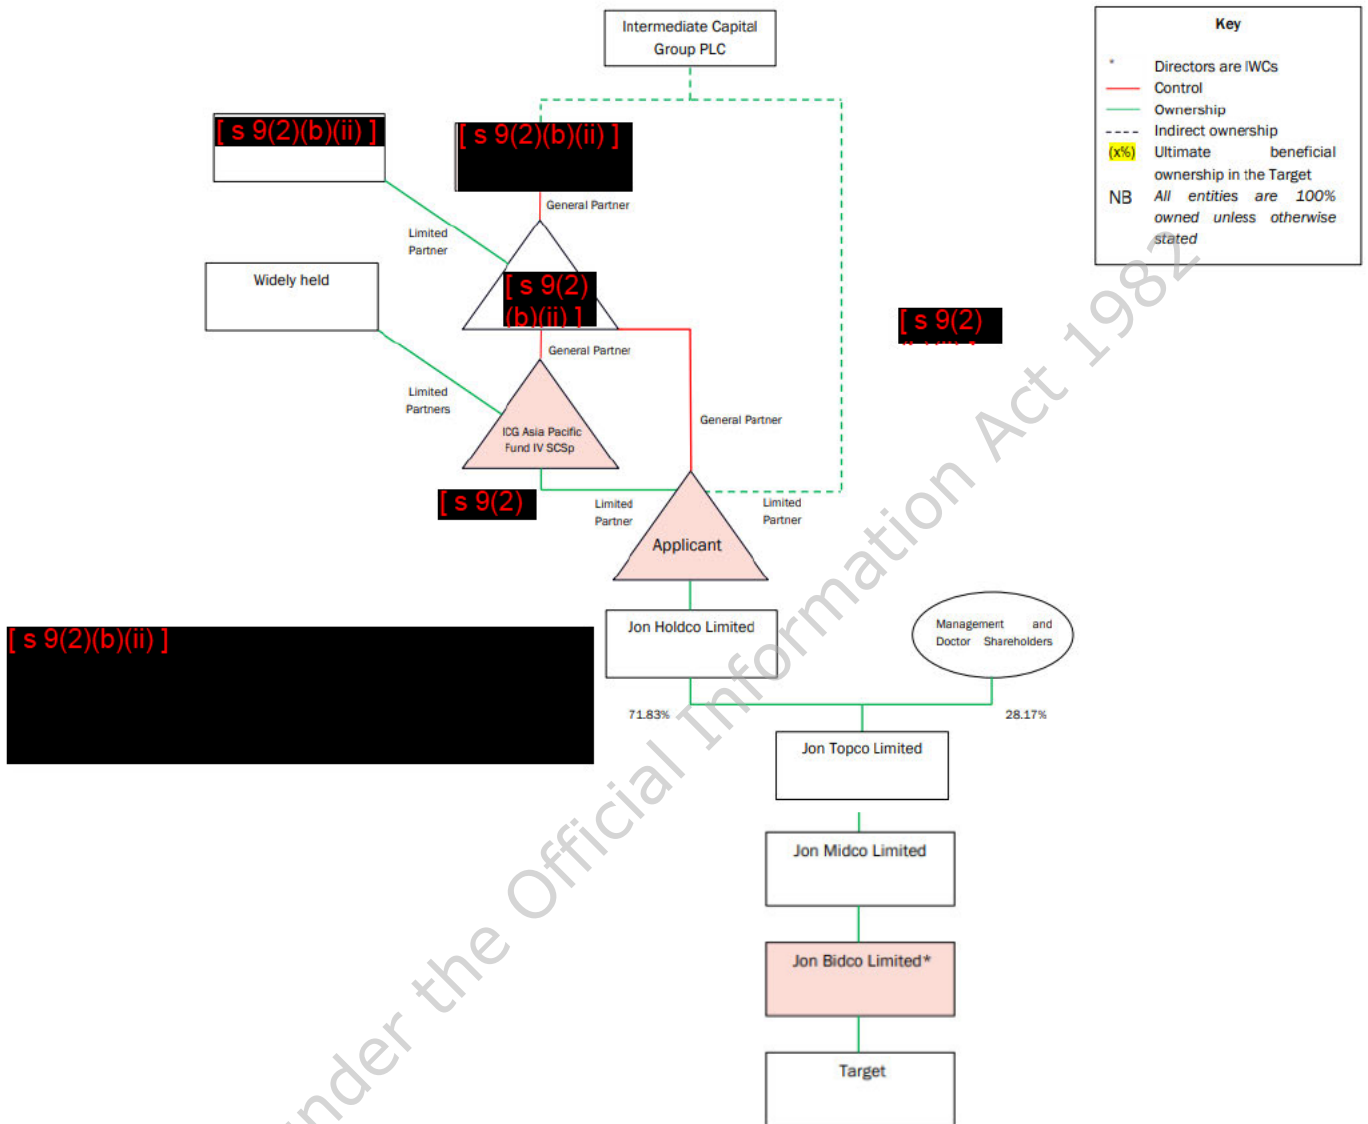 Intermediate Capital
Group PLC
Key
* Directors are IWCs
Control
Ownership
Indirect ownership
(x%) Ultimate beneficial
ownership in the Target
NB All entities are 100%
owned unless otherwise
stated
[ s 9(2)(b)(ii) ]
[ s 9(2)(b)(ii) ]
General Partner
Limited
Partner
Widely held
[ s 9(2)
(b)(ii) ]
[ s 9(2)
General Partner
Limited
Partners
ICG Asia Pacific
Fund IV SCSp
General Partner
[ s 9(2)
Limited
Partner
Limited
Partner
Applicant
[ s 9(2)(b)(ii) ]
Jon Holdco Limited
Management and
Doctor Shareholders
71.83%
28.17%
Jon Topco Limited
Jon Midco Limited
Jon Bidco Limited*
Target
under the Official Information Act 1982